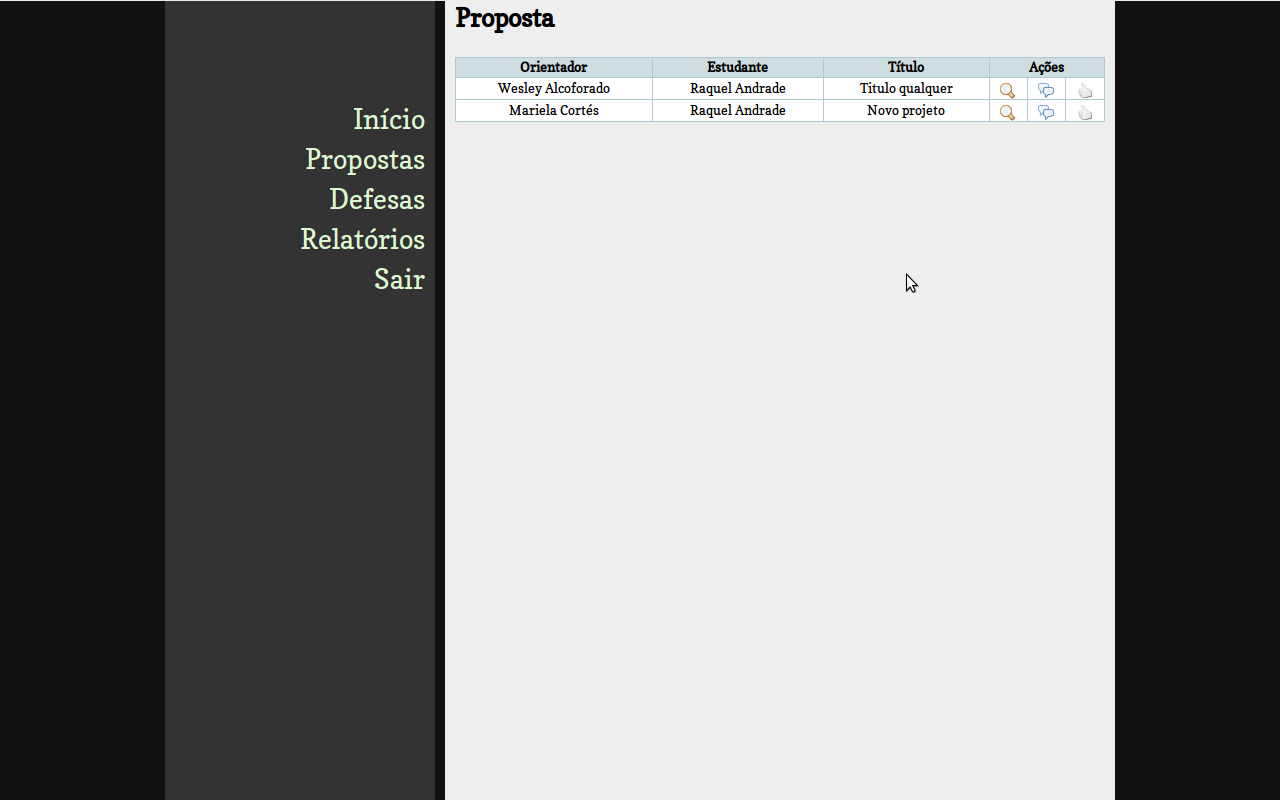 Proposta
Início
Propostas
Defesas
Relatórios
Sair
Orientador Estudante Título Ações
Wesley Alcoforado Raquel Andrade Titulo qualquer
Mariela Cortés Raquel Andrade Novo projeto